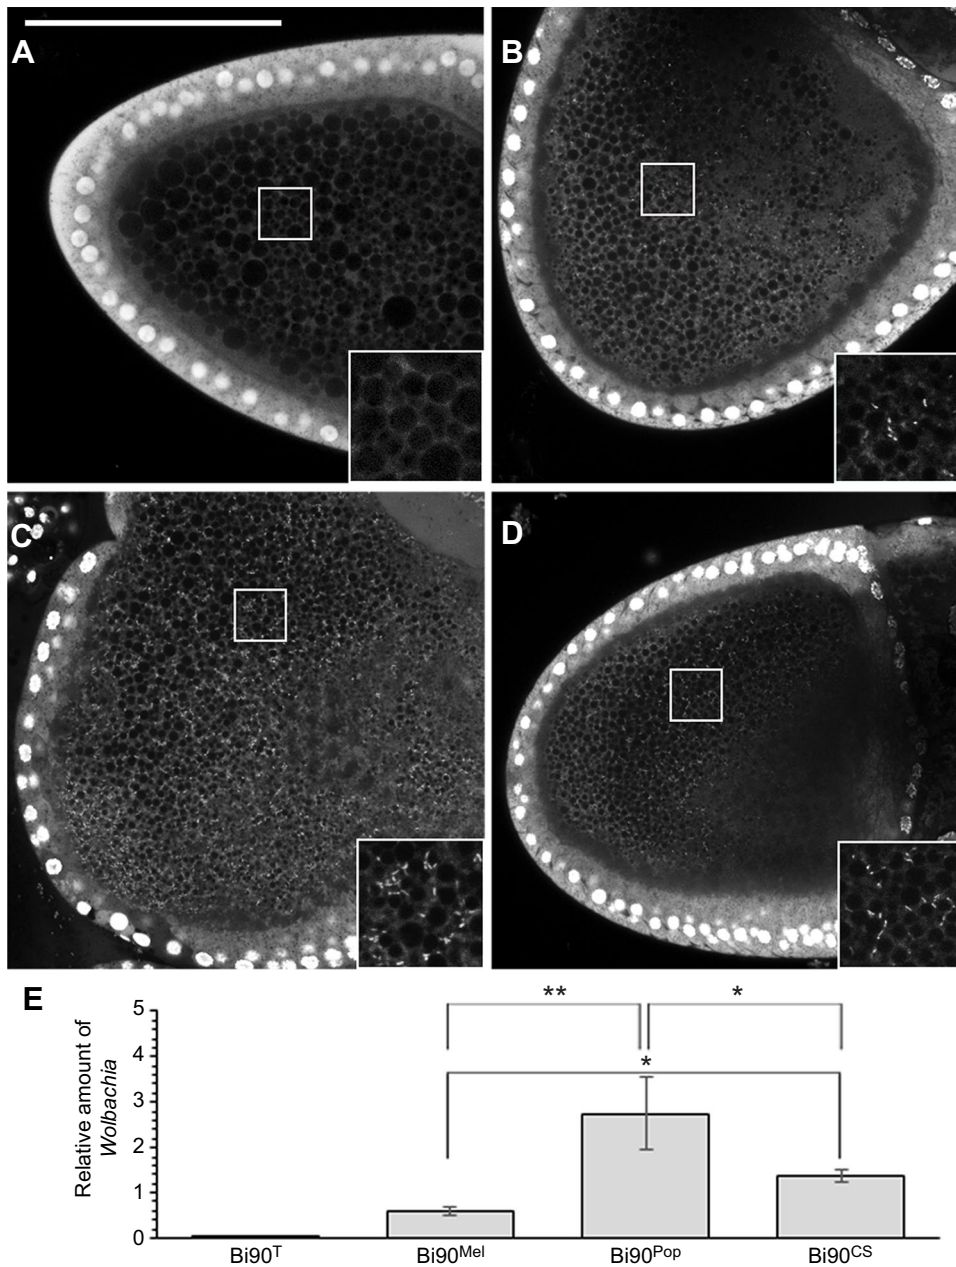 A
B
C
D
E
Relative amount of
Wolbachia
5
4
3
2
1
0
**
*
*
Bi90T
Bi90Mel
Bi90Pop
Bi90CS